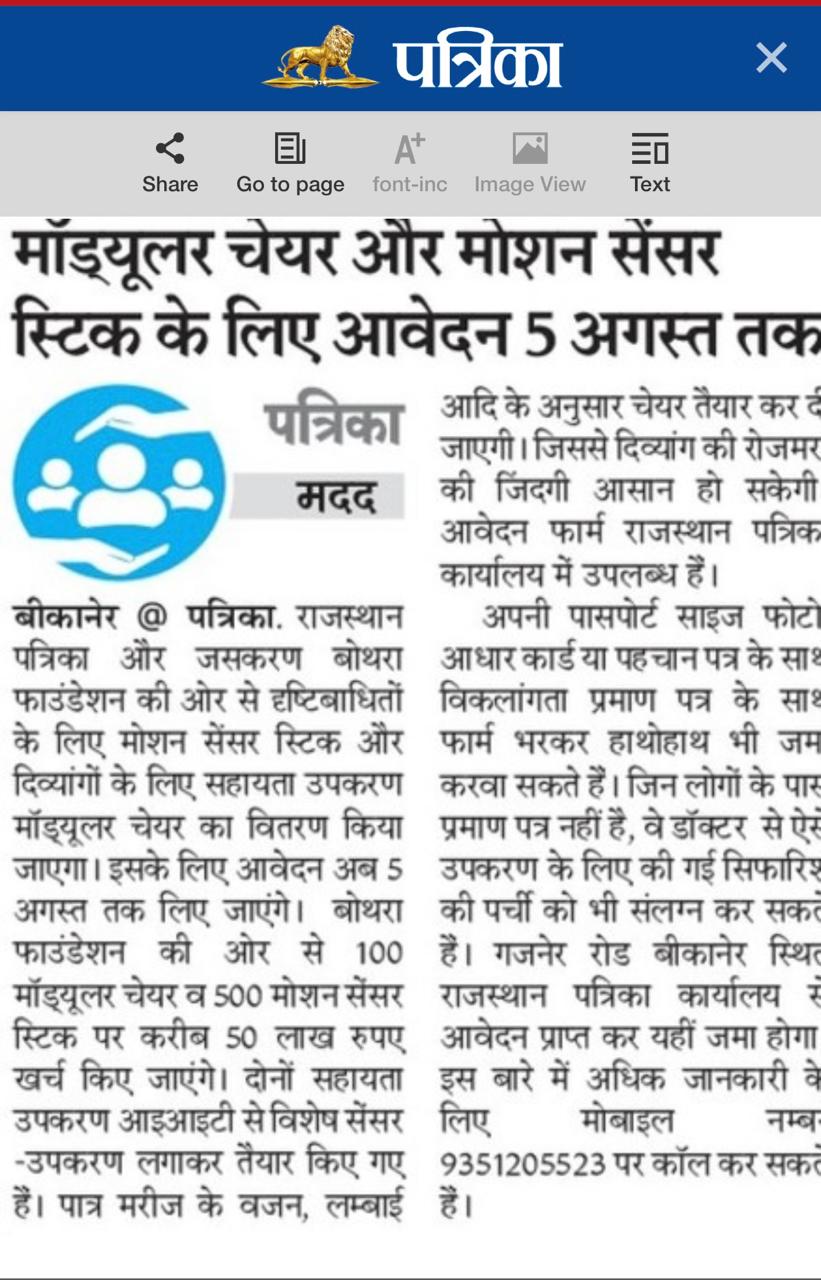 पत्रिका
Share
Go to page
font-inc
Image View
Text
मॉड्यूलर चेयर और मोशन सेंसर
स्टिक के लिए आवेदन 5 अगस्त तक
पत्रिका
मदद
बीकानेर @ पत्रिका. राजस्थान
पत्रिका और जसकरण बोथरा
फाउंडेशन की ओर से दृष्टिबाधितों
के लिए मोशन सेंसर स्टिक और
दिव्यांगों के लिए सहायता उपकरण
मॉड्यूलर चेयर का वितरण किया
जाएगा। इसके लिए आवेदन अब 5
अगस्त तक लिए जाएंगे। बोथरा
फाउंडेशन की ओर से 100
मॉड्यूलर चेयर व 500 मोशन सेंसर
स्टिक पर करीब 50 लाख रुपए
खर्च किए जाएंगे। दोनों सहायता
उपकरण आइआइटी से विशेष सेंसर
-उपकरण लगाकर तैयार किए गए
हैं। पात्र मरीज के वजन, लम्बाई
आदि के अनुसार चेयर तैयार कर
जाएगी। जिससे दिव्यांग की रोजमर
की जिंदगी आसान हो सकेगी
आवेदन फार्म राजस्थान पत्रिक
कार्यालय में उपलब्ध हैं।
अपनी पासपोर्ट साइज फोटो
आधार कार्ड या पहचान पत्र के साथ
विकलांगता प्रमाण पत्र के साथ
फार्म भरकर हाथोहाथ भी जम
करवा सकते हैं। जिन लोगों के पास
प्रमाण पत्र नहीं है, वे डॉक्टर से ऐसे
उपकरण के लिए की गई सिफारिश
की पर्ची को भी संलग्न कर सकते
हैं। गजनेर रोड बीकानेर स्थित
राजस्थान पत्रिका कार्यालय से
आवेदन प्राप्त कर यहीं जमा होगा
इस बारे में अधिक जानकारी के
लिए मोबाइल नम्ब
9351205523 पर कॉल कर सकते
हैं।